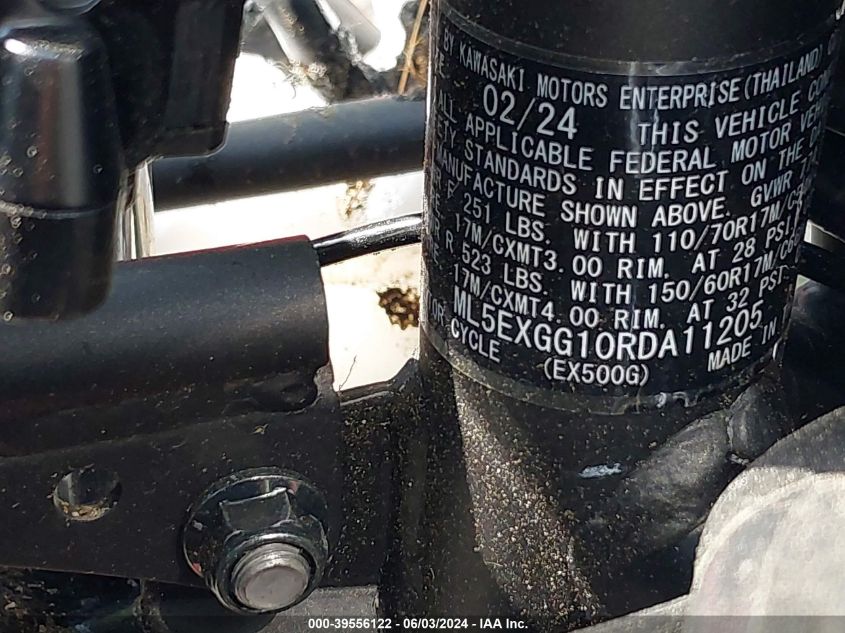 BY KAWASAKI MOTORS ENTERPRISE (THAILAND)
02/24 THIS VEHICLE
ALL APPLICABLE FEDERAL MOTOR
STANDARDS IN EFFECT ON THE
MANUFACTURE SHOWN ABOVE. GVWR
F 251 LBS. WITH 110/70R17M/C
17M/CXMT3.00 RIM. AT 28 PSI
R 523 LBS. WITH 150/60R17M/C
17M/CXMT4.00 RIM. AT 32 PSI
ML5EXGG10RDA11205
CYCLE (EX500G) MADE IN
000-39556122 - 06/03/2024 - IAA Inc.